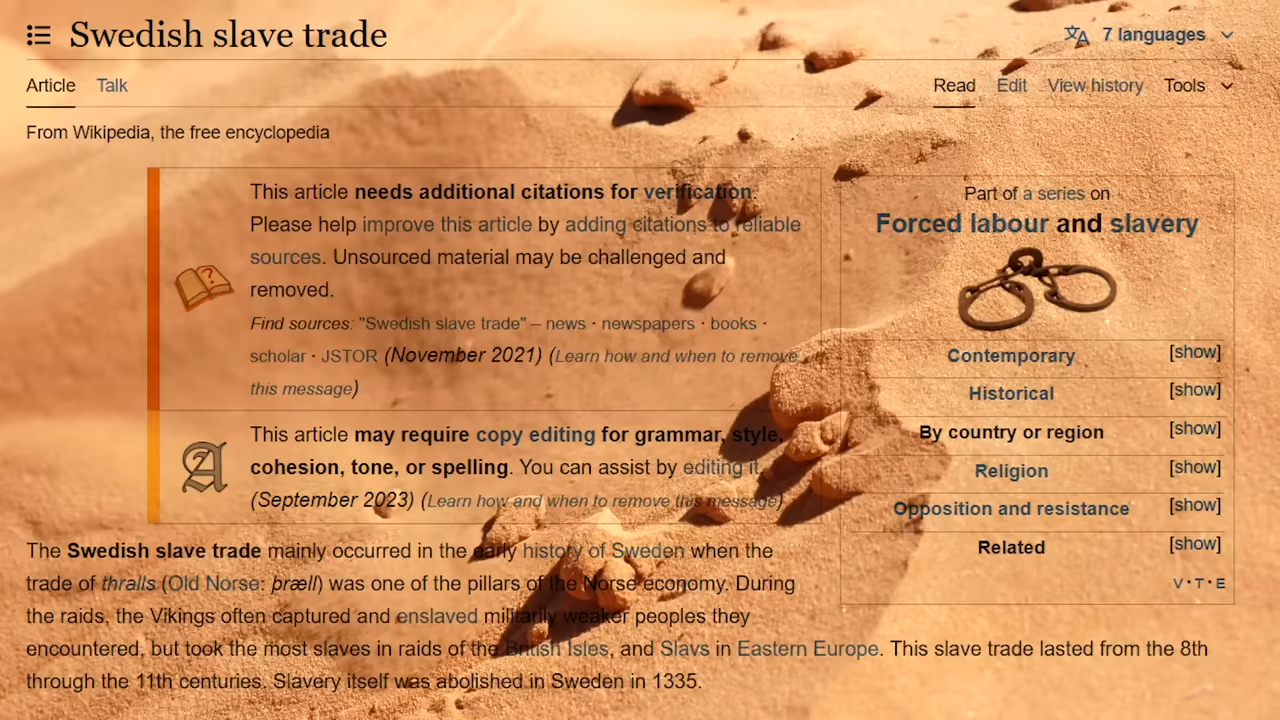 Swedish slave trade
7 languages
Article Talk
Read Edit View history Tools
From Wikipedia, the free encyclopedia
This article needs additional citations for verification.
Please help improve this article by adding citations to reliable
sources. Unsourced material may be challenged and
removed.
Find sources: "Swedish slave trade" – news · newspapers · books ·
scholar · JSTOR (November 2021) (Learn how and when to remove
this message)
This article may require copy editing for grammar, style,
cohesion, tone, or spelling. You can assist by editing it.
(September 2023) (Learn how and when to remove this message)
Part of a series on
Forced labour and slavery
Contemporary [show]
Historical [show]
By country or region [show]
Religion [show]
Opposition and resistance [show]
Related [show]
V · T · E
The Swedish slave trade mainly occurred in the early history of Sweden when the
trade of thralls (Old Norse: þræll) was one of the pillars of the Norse economy. During
the raids, the Vikings often captured and enslaved militarily weaker peoples they
encountered, but took the most slaves in raids of the British Isles, and Slavs in Eastern Europe. This slave trade lasted from the 8th
through the 11th centuries. Slavery itself was abolished in Sweden in 1335.